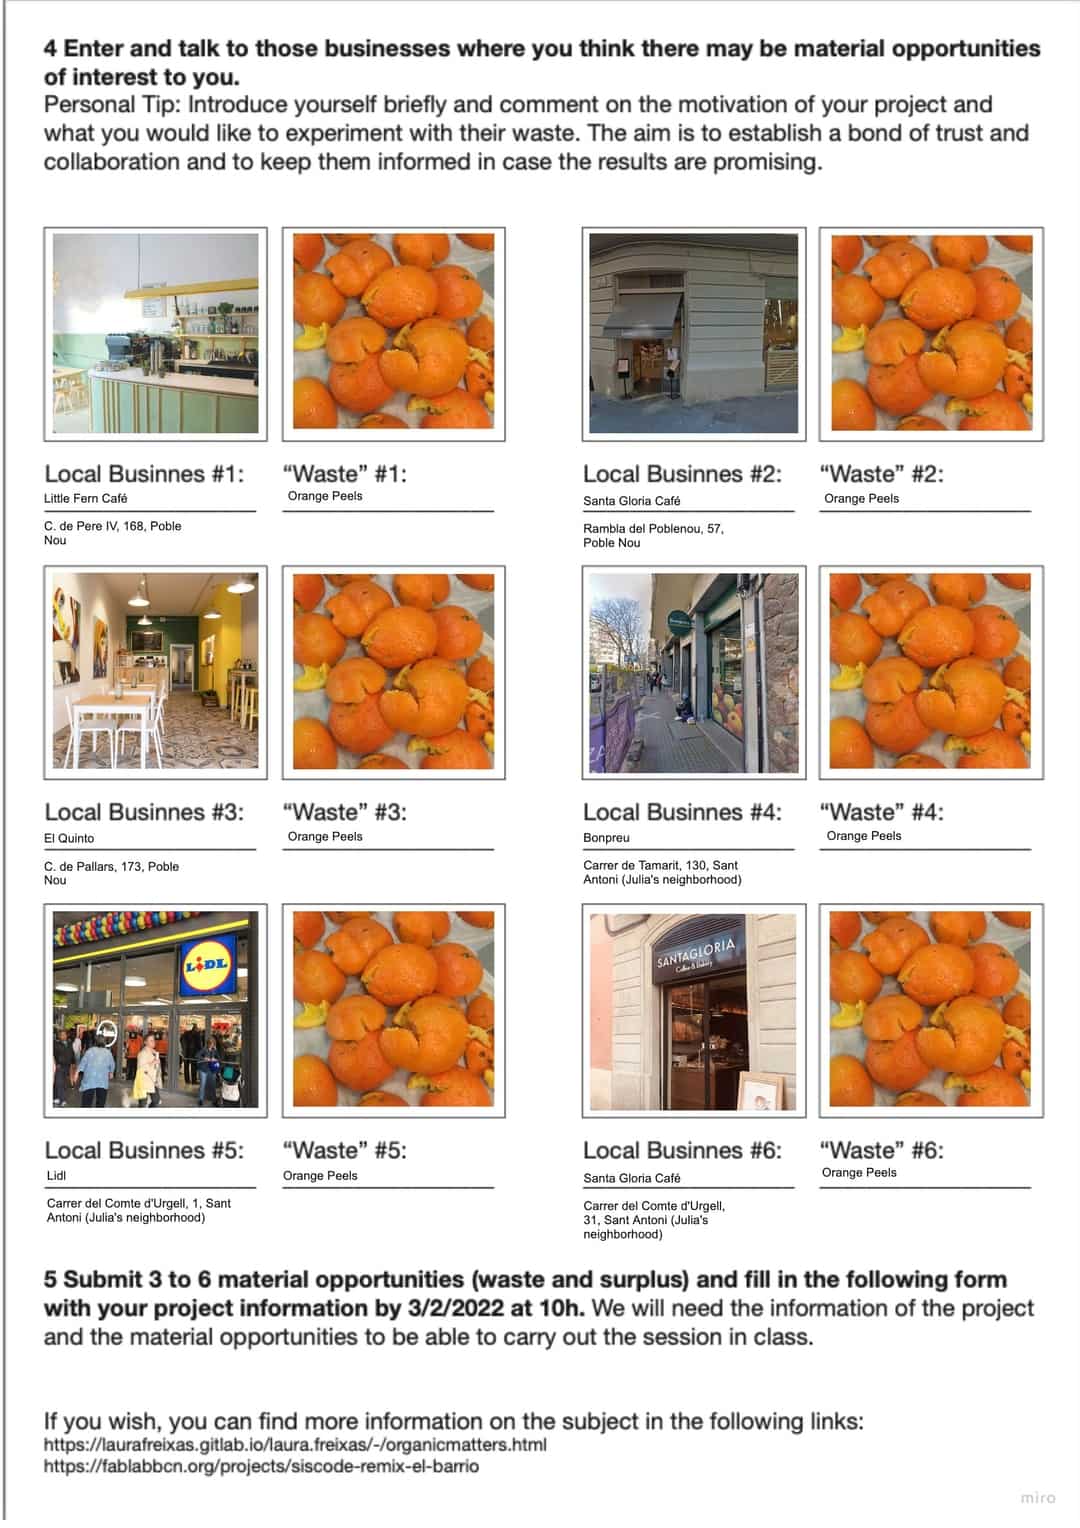 4 Enter and talk to those businesses where you think there may be material opportunities
of interest to you.
Personal Tip: Introduce yourself briefly and comment on the motivation of your project and
what you would like to experiment with their waste. The aim is to establish a bond of trust and
collaboration and to keep them informed in case the results are promising.
Local Businnes #1:
Little Fern Café
C. de Pere IV, 168, Poble
Nou
“Waste” #1:
Orange Peels
Local Businnes #2:
Santa Gloria Café
Rambla del Poblenou, 57,
Poble Nou
“Waste” #2:
Orange Peels
Local Businnes #3:
El Quinto
C. de Pallars, 173, Poble
Nou
“Waste” #3:
Orange Peels
Local Businnes #4:
Bonpreu
Carrer de Tamarit, 130, Sant
Antoni (Julia's neighborhood)
“Waste” #4:
Orange Peels
LIDL
Local Businnes #5:
Lidl
Carrer del Comte d'Urgell, 1, Sant
Antoni (Julia's neighborhood)
“Waste” #5:
Orange Peels
SANTAGLORIA
Coffee & Bakery
Local Businnes #6:
Santa Gloria Café
Carrer del Comte d'Urgell,
31, Sant Antoni (Julia's
neighborhood)
“Waste” #6:
Orange Peels
5 Submit 3 to 6 material opportunities (waste and surplus) and fill in the following form
with your project information by 3/2/2022 at 10h. We will need the information of the project
and the material opportunities to be able to carry out the session in class.
If you wish, you can find more information on the subject in the following links:
https://laurafreixas.gitlab.io/laura.freixas/-/organicmatters.html
https://fablabbcn.org/projects/siscode-remix-el-barrio
miro